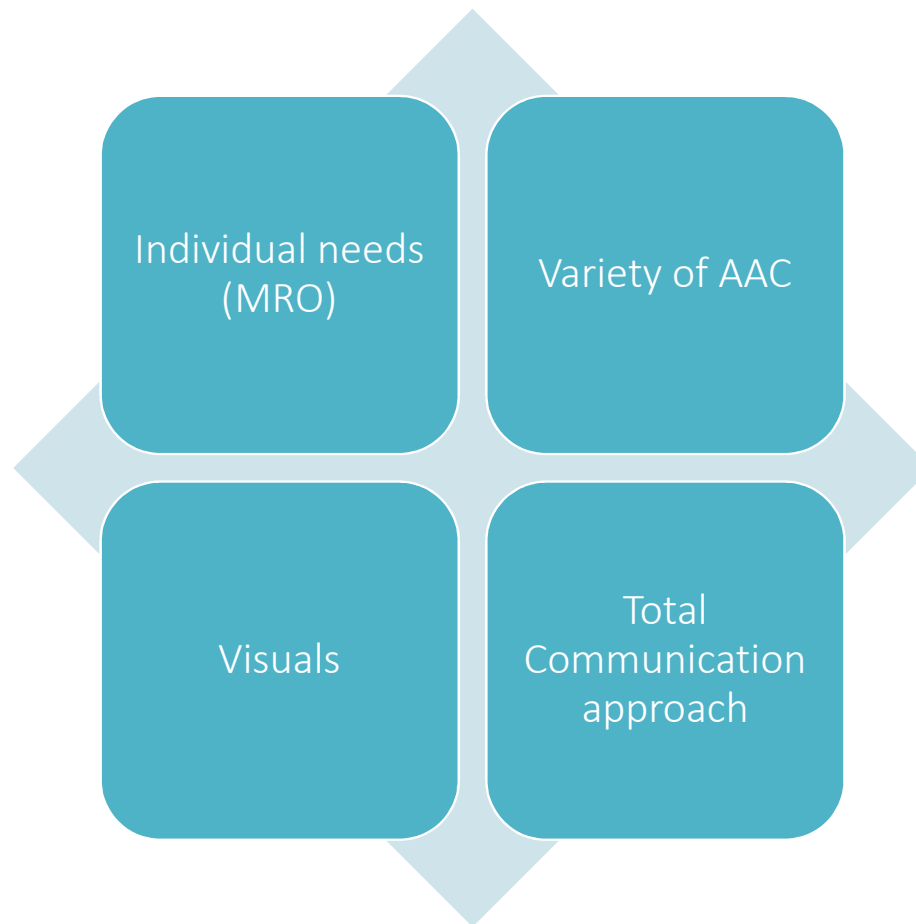 Individual needs
(MRO)
Variety of AAC
Visuals
Total
Communication
approach